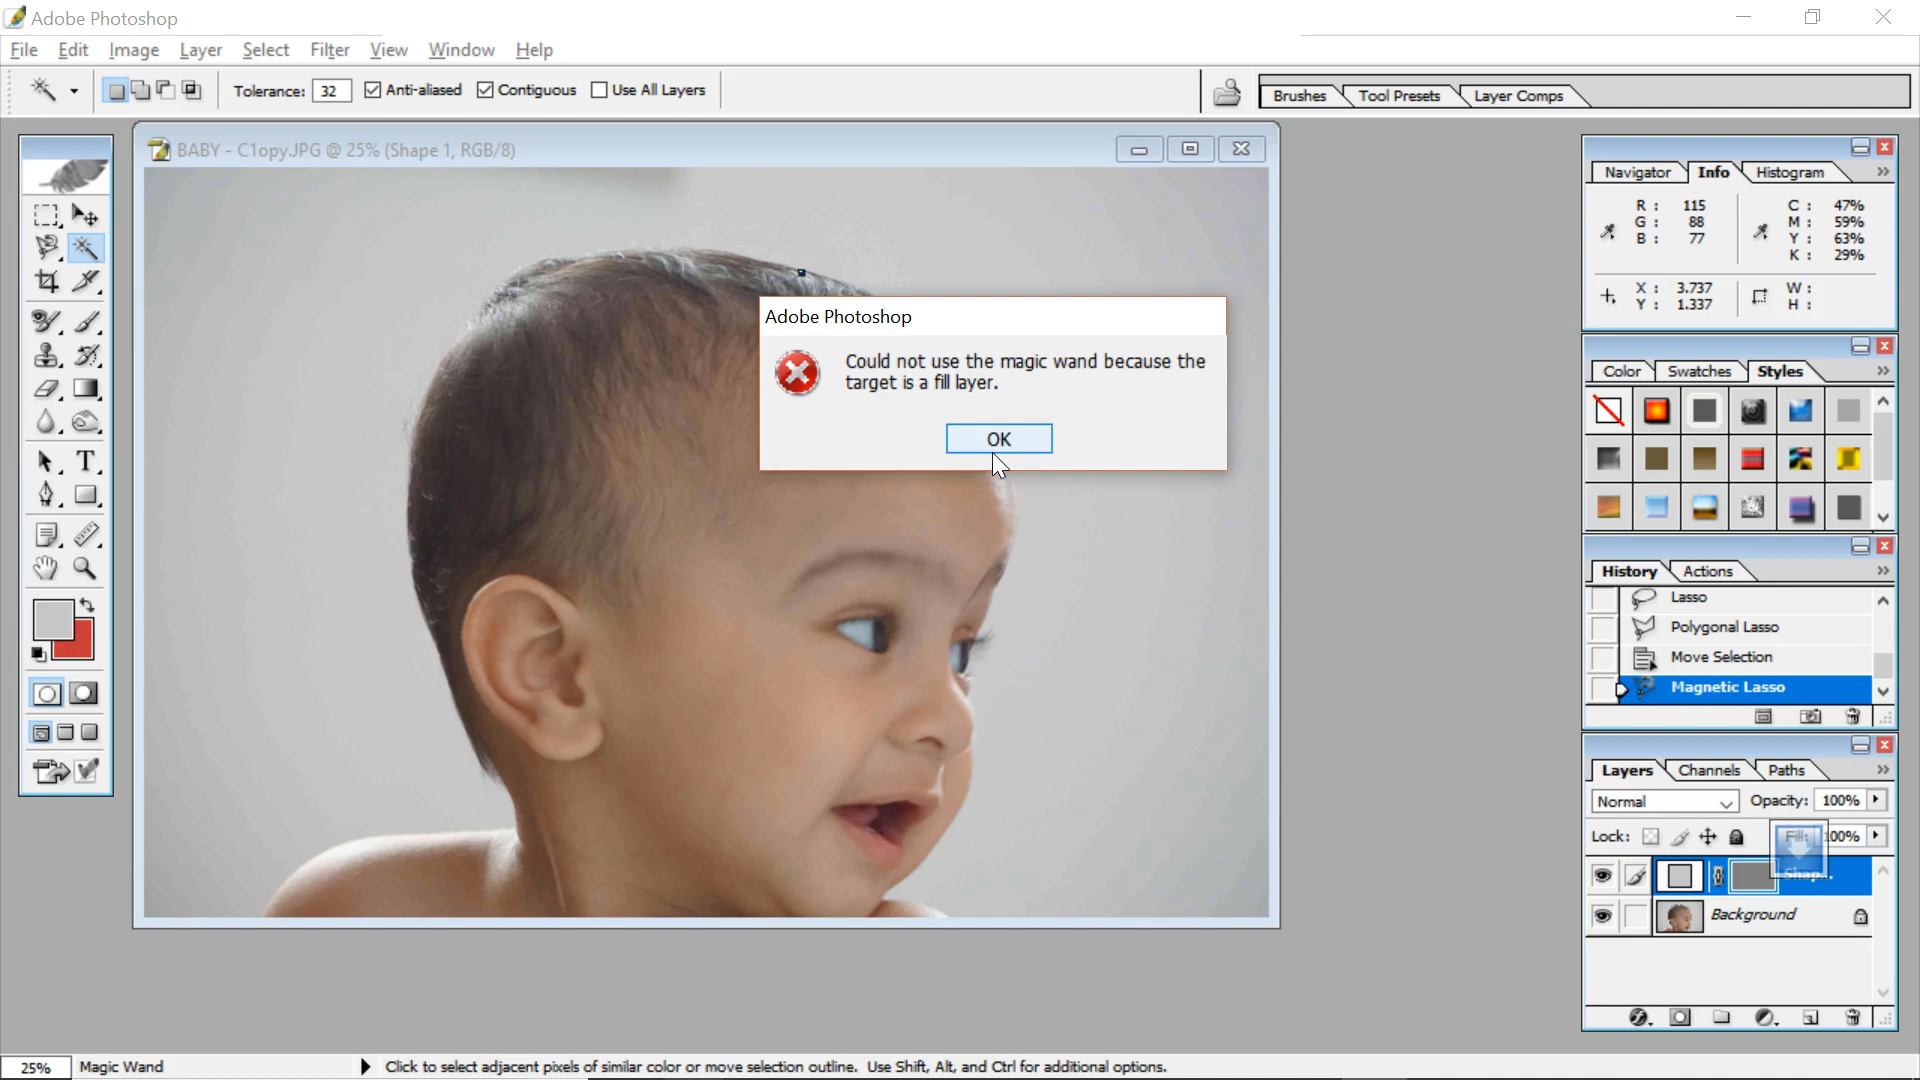 Adobe Photoshop
File Edit Image Layer Select Filter View Window Help
Tolerance: 32 Anti-aliased Contiguous Use All Layers
Brushes Tool Presets Layer Comps
BABY - C1opy.JPG @ 25% (Shape 1, RGB/8)
Navigator Info Histogram
R : 115 C : 47%
G : 88 M : 59%
B : 77 Y : 63%
K : 29%
X : 3.737 W :
Y : 1.337 H :
Adobe Photoshop
Could not use the magic wand because the
target is a fill layer.
OK
Color Swatches Styles
T
History Actions
Lasso
Polygonal Lasso
Move Selection
Magnetic Lasso
Layers Channels Paths
Normal Opacity: 100%
Lock: Fill: 100%
Shap...
Background
25% Magic Wand Click to select adjacent pixels of similar color or move selection outline. Use Shift, Alt, and Ctrl for additional options.